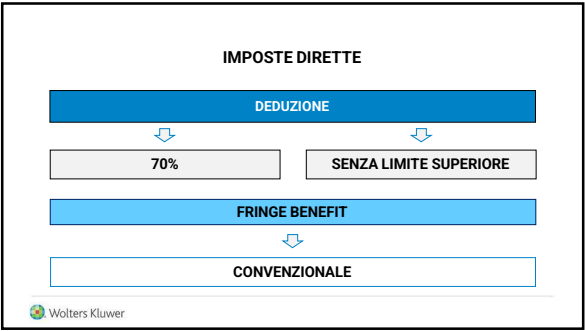 IMPOSTE DIRETTE
DEDUZIONE
70%
SENZA LIMITE SUPERIORE
FRINGE BENEFIT
CONVENZIONALE
Wolters Kluwer